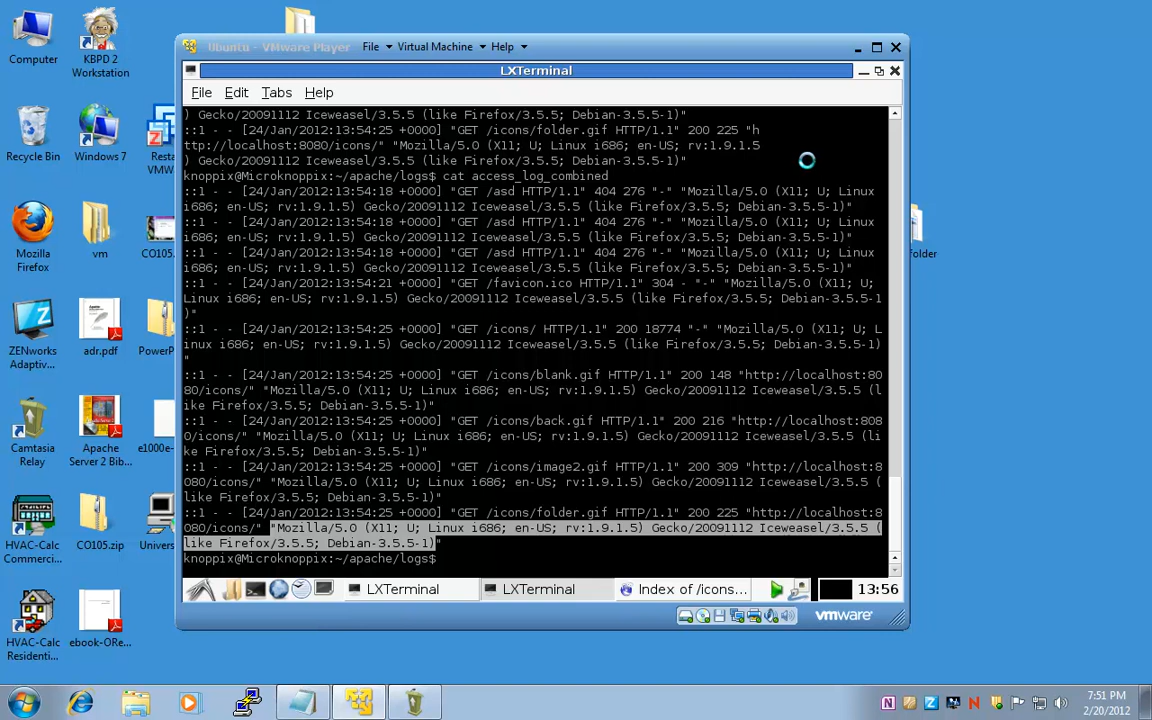 Computer
KBPD 2
Workstation
Recycle Bin
Windows 7
Resta
VMW
Mozilla
Firefox
vm
CO105.
folder
ZENworks
Adaptiv...
adr.pdf
PowerP
Camtasia
Relay
Apache
Server 2 Bib...
e1000e-
HVAC-Calc
Commerci...
CO105.zip
Univers
HVAC-Calc
Residenti...
ebook-ORe...
Ubuntu - VMware Player File Virtual Machine Help
LXTerminal
File Edit Tabs Help
) Gecko/20091112 Iceweasel/3.5.5 (like Firefox/3.5.5; Debian-3.5.5-1)"
::1 - - [24/Jan/2012:13:54:25 +0000] "GET /icons/folder.gif HTTP/1.1" 200 225 "h
ttp://localhost:8080/icons/" "Mozilla/5.0 (X11; U; Linux i686; en-US; rv:1.9.1.5
) Gecko/20091112 Iceweasel/3.5.5 (like Firefox/3.5.5; Debian-3.5.5-1)"
knoppix@Microknoppix:~/apache/logs$ cat access_log_combined
::1 - - [24/Jan/2012:13:54:18 +0000] "GET /asd HTTP/1.1" 404 276 "-" "Mozilla/5.0 (X11; U; Linux
i686; en-US; rv:1.9.1.5) Gecko/20091112 Iceweasel/3.5.5 (like Firefox/3.5.5; Debian-3.5.5-1)"
::1 - - [24/Jan/2012:13:54:18 +0000] "GET /asd HTTP/1.1" 404 276 "-" "Mozilla/5.0 (X11; U; Linux
i686; en-US; rv:1.9.1.5) Gecko/20091112 Iceweasel/3.5.5 (like Firefox/3.5.5; Debian-3.5.5-1)"
::1 - - [24/Jan/2012:13:54:18 +0000] "GET /asd HTTP/1.1" 404 276 "-" "Mozilla/5.0 (X11; U; Linux
i686; en-US; rv:1.9.1.5) Gecko/20091112 Iceweasel/3.5.5 (like Firefox/3.5.5; Debian-3.5.5-1)"
::1 - - [24/Jan/2012:13:54:21 +0000] "GET /favicon.ico HTTP/1.1" 304 - "-" "Mozilla/5.0 (X11; U;
Linux i686; en-US; rv:1.9.1.5) Gecko/20091112 Iceweasel/3.5.5 (like Firefox/3.5.5; Debian-3.5.5-1
)"
::1 - - [24/Jan/2012:13:54:25 +0000] "GET /icons/ HTTP/1.1" 200 18774 "-" "Mozilla/5.0 (X11; U; L
inux i686; en-US; rv:1.9.1.5) Gecko/20091112 Iceweasel/3.5.5 (like Firefox/3.5.5; Debian-3.5.5-1)
"
::1 - - [24/Jan/2012:13:54:25 +0000] "GET /icons/blank.gif HTTP/1.1" 200 148 "http://localhost:80
80/icons/" "Mozilla/5.0 (X11; U; Linux i686; en-US; rv:1.9.1.5) Gecko/20091112 Iceweasel/3.5.5 (l
ike Firefox/3.5.5; Debian-3.5.5-1)"
::1 - - [24/Jan/2012:13:54:25 +0000] "GET /icons/back.gif HTTP/1.1" 200 216 "http://localhost:808
0/icons/" "Mozilla/5.0 (X11; U; Linux i686; en-US; rv:1.9.1.5) Gecko/20091112 Iceweasel/3.5.5 (li
ke Firefox/3.5.5; Debian-3.5.5-1)"
::1 - - [24/Jan/2012:13:54:25 +0000] "GET /icons/image2.gif HTTP/1.1" 200 309 "http://localhost:8
080/icons/" "Mozilla/5.0 (X11; U; Linux i686; en-US; rv:1.9.1.5) Gecko/20091112 Iceweasel/3.5.5 (
like Firefox/3.5.5; Debian-3.5.5-1)"
::1 - - [24/Jan/2012:13:54:25 +0000] "GET /icons/folder.gif HTTP/1.1" 200 225 "http://localhost:8
080/icons/" "Mozilla/5.0 (X11; U; Linux i686; en-US; rv:1.9.1.5) Gecko/20091112 Iceweasel/3.5.5 (
like Firefox/3.5.5; Debian-3.5.5-1)"
knoppix@Microknoppix:~/apache/logs$
LXTerminal LXTerminal Index of /icons... 13:56
vmware
7:51 PM
2/20/2012